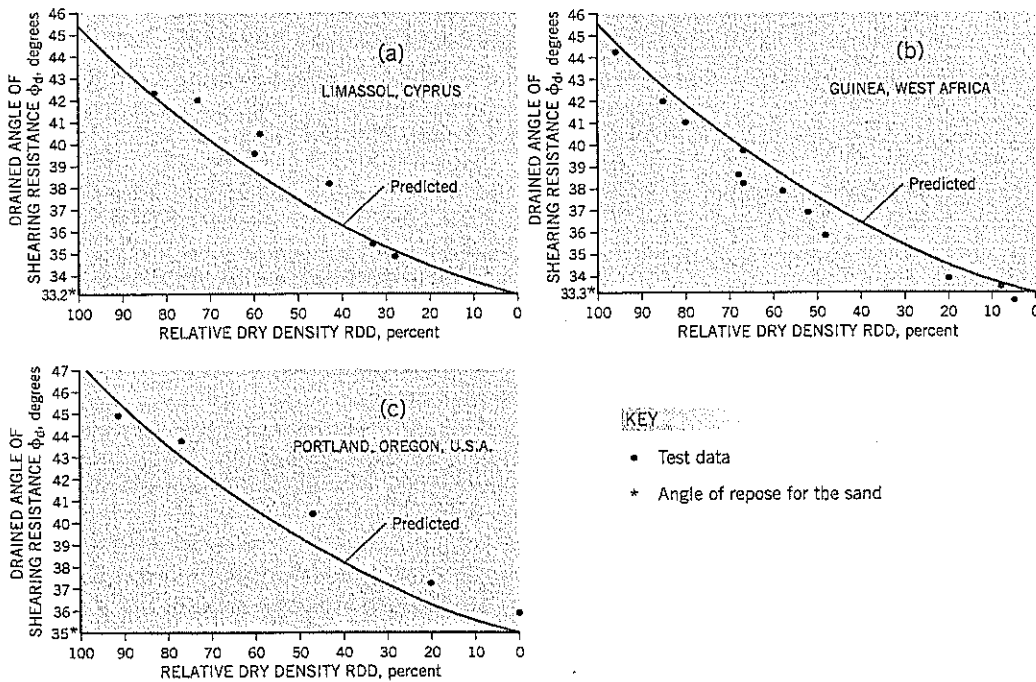 46
45
44
43
42
41
40
39
38
37
36
35
34
33.2*
DRAINED ANGLE OF
SHEARING RESISTANCE ϕd, degrees
(a)
LIMASSOL, CYPRUS
Predicted
100 90 80 70 60 50 40 30 20 10 0
RELATIVE DRY DENSITY RDD, percent
46
45
44
43
42
41
40
39
38
37
36
35
34
33.3*
DRAINED ANGLE OF
SHEARING RESISTANCE ϕd, degrees
(b)
GUINEA, WEST AFRICA
Predicted
100 90 80 70 60 50 40 30 20 10 0
RELATIVE DRY DENSITY RDD, percent
47
46
45
44
43
42
41
40
39
38
37
36
35*
DRAINED ANGLE OF
SHEARING RESISTANCE ϕd, degrees
(c)
PORTLAND, OREGON, U.S.A.
Predicted
100 90 80 70 60 50 40 30 20 10 0
RELATIVE DRY DENSITY RDD, percent
KEY
• Test data
* Angle of repose for the sand